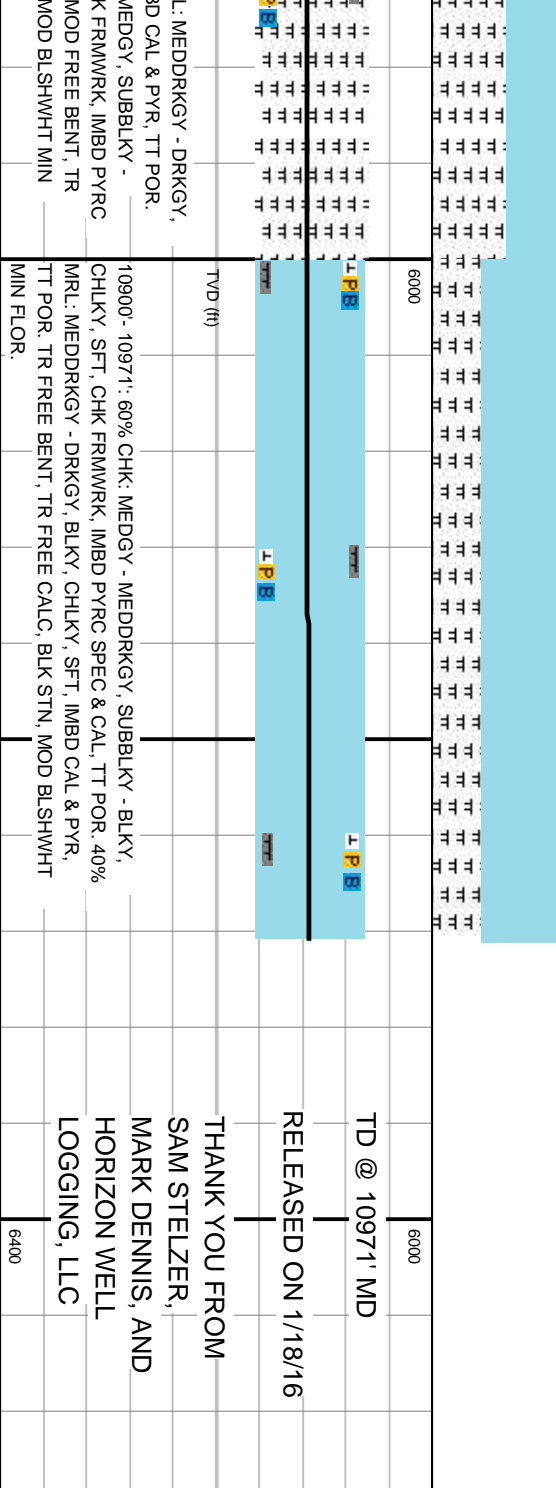 L: MEDDRKGY - DRKGY,
BD CAL & PYR, TT POR.
MEDGY, SUBBLKY -
K FRMWRK, IMBD PYRC
MOD FREE BENT, TR
MOD BLSHWHT MIN
6000
TVD (ft)
10900'- 10971': 60% CHK: MEDGY - MEDDRKGY, SUBBLKY - BLKY,
CHLKY, SFT, CHK FRMWRK, IMBD PYRC SPEC & CAL, TT POR. 40%
MRL: MEDDRKGY - DRKGY, BLKY, CHLKY, SFT, IMBD CAL & PYR,
TT POR. TR FREE BENT, TR FREE CALC, BLK STN, MOD BLSHWHT
MIN FLOR.
P B
P B
P B
P B
TD @ 10971' MD
RELEASED ON 1/18/16
THANK YOU FROM
SAM STELZER,
MARK DENNIS, AND
HORIZON WELL
LOGGING, LLC
6000
6400